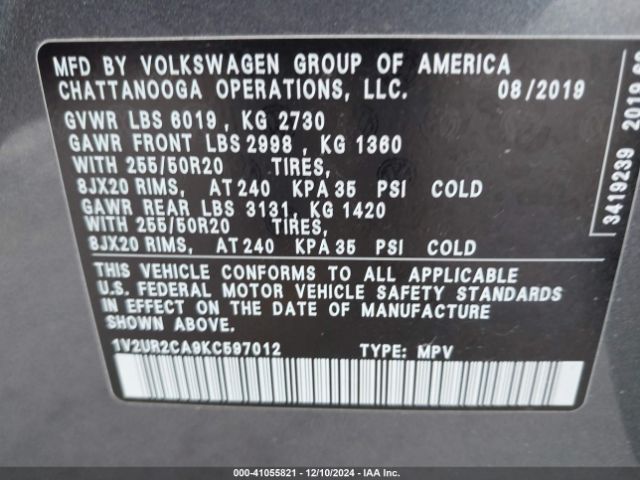 MFD BY VOLKSWAGEN GROUP OF AMERICA
CHATTANOOGA OPERATIONS, LLC. 08/2019
GVWR LBS 6019, KG 2730
GAWR FRONT LBS 2998, KG 1360
WITH 255/50R20 TIRES,
8JX20 RIMS, AT 240 KPA 35 PSI COLD
GAWR REAR LBS 3131, KG 1420
WITH 255/50R20 TIRES,
8JX20 RIMS, AT 240 KPA 35 PSI COLD
THIS VEHICLE CONFORMS TO ALL APPLICABLE
U.S. FEDERAL MOTOR VEHICLE SAFETY STANDARDS
IN EFFECT ON THE DATE OF MANUFACTURE
SHOWN ABOVE.
1V2UR2CA9KC597012 TYPE: MPV
3419239 2019
000-41055821 • 12/10/2024 • IAA Inc.